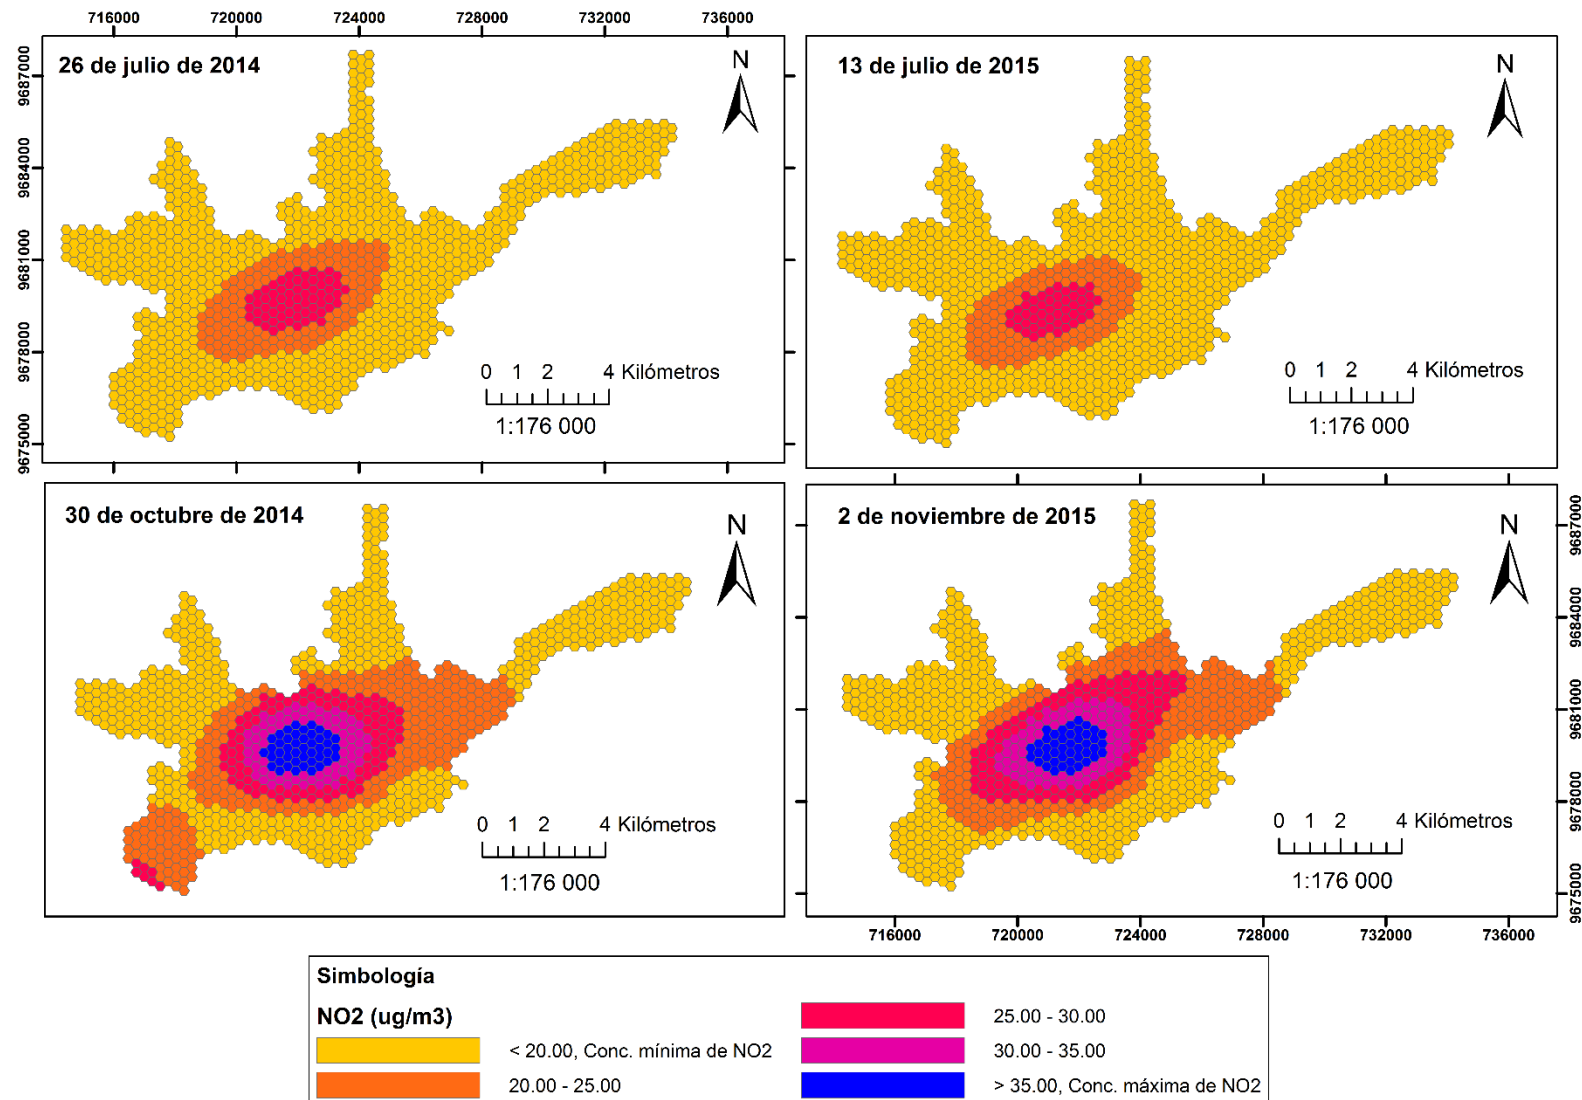 716000 720000 724000 728000 732000 736000
26 de julio de 2014
N
9687000
9684000
9681000
9678000
9675000
0 1 2 4 Kilómetros
1:176 000
13 de julio de 2015
N
0 1 2 4 Kilómetros
1:176 000
30 de octubre de 2014
N
0 1 2 4 Kilómetros
1:176 000
2 de noviembre de 2015
N
9687000
9684000
9681000
9678000
9675000
0 1 2 4 Kilómetros
1:176 000
716000 720000 724000 728000 732000 736000
Simbología
NO2 (ug/m3)
< 20.00, Conc. mínima de NO2
20.00 - 25.00
25.00 - 30.00
30.00 - 35.00
> 35.00, Conc. máxima de NO2